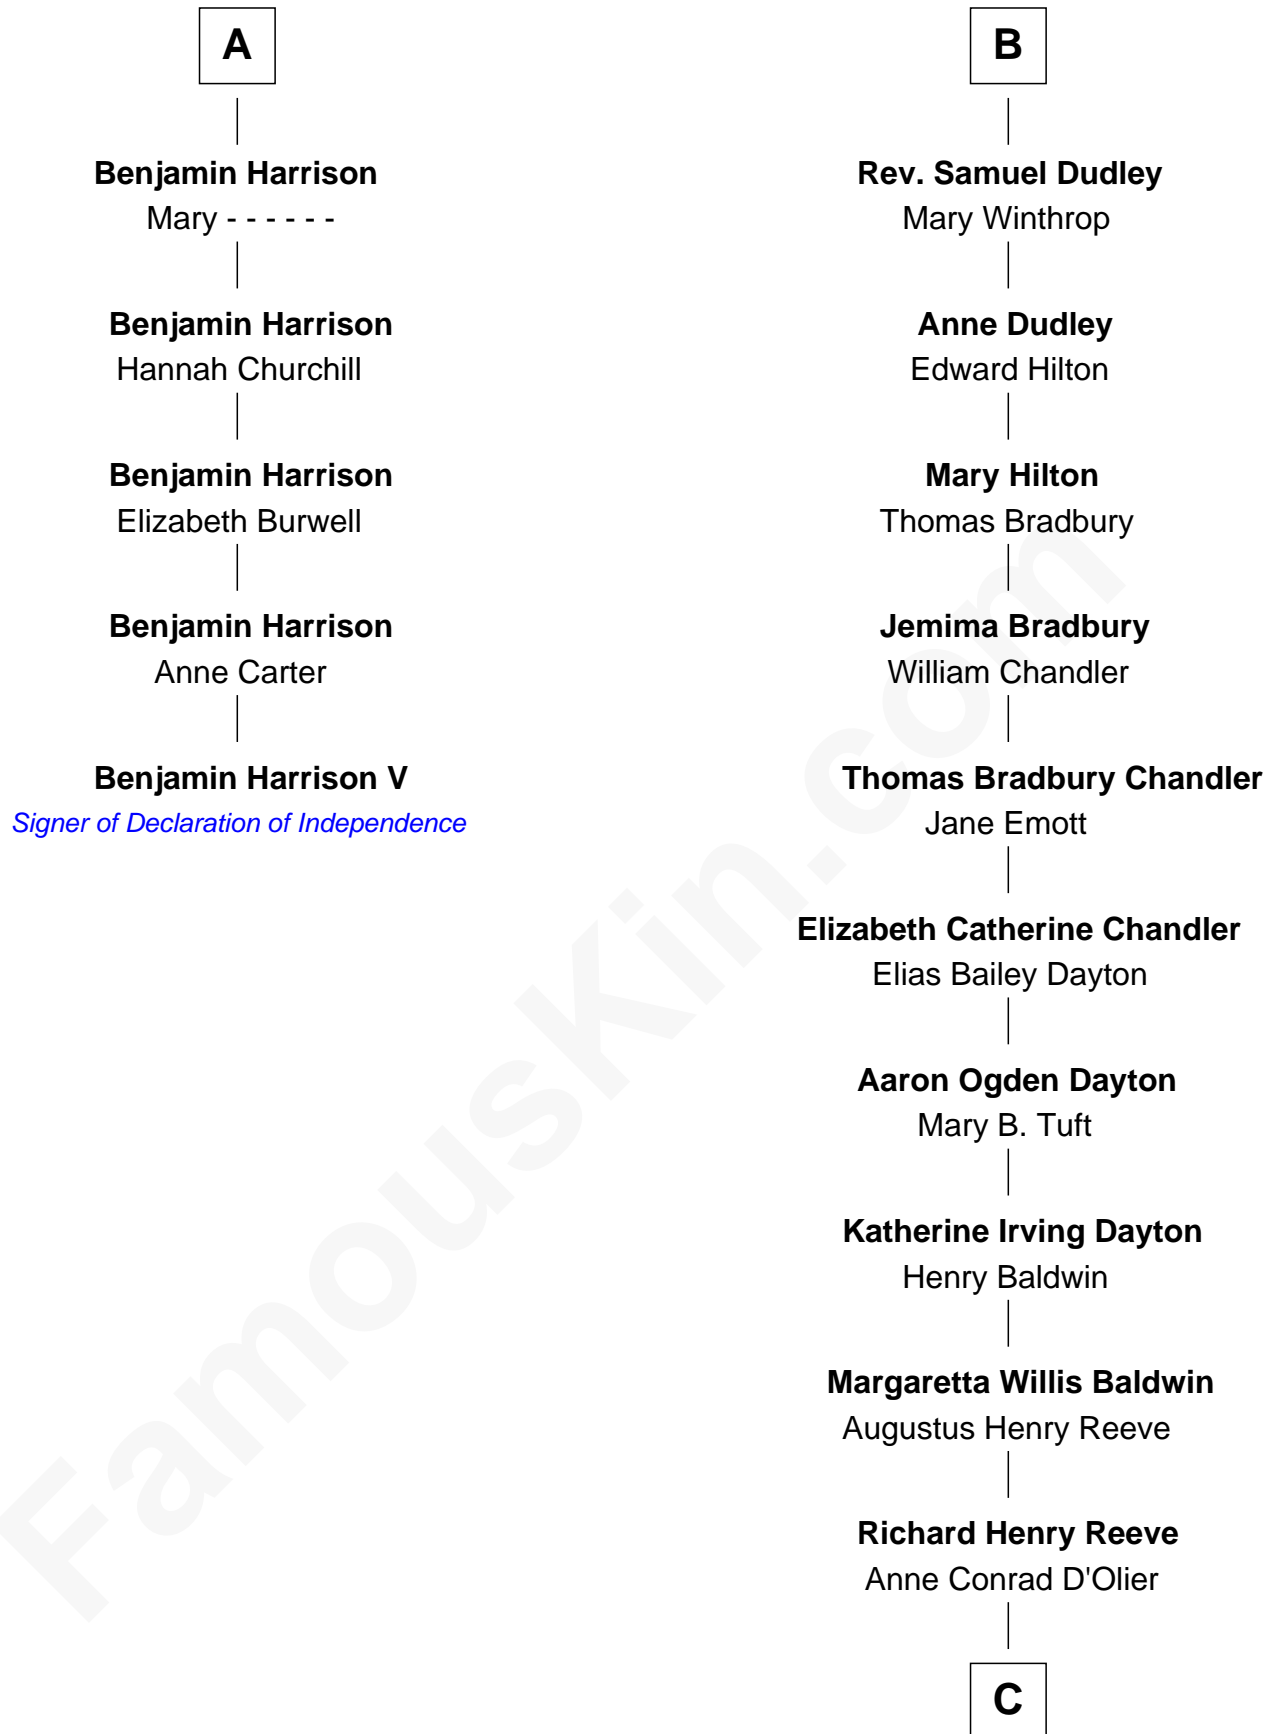 A
Benjamin Harrison
Mary - - - - - -
Benjamin Harrison
Hannah Churchill
Benjamin Harrison
Elizabeth Burwell
Benjamin Harrison
Anne Carter
Benjamin Harrison V
Signer of Declaration of Independence
B
Rev. Samuel Dudley
Mary Winthrop
Anne Dudley
Edward Hilton
Mary Hilton
Thomas Bradbury
Jemima Bradbury
William Chandler
Thomas Bradbury Chandler
Jane Emott
Elizabeth Catherine Chandler
Elias Bailey Dayton
Aaron Ogden Dayton
Mary B. Tuft
Katherine Irving Dayton
Henry Baldwin
Margaretta Willis Baldwin
Augustus Henry Reeve
Richard Henry Reeve
Anne Conrad D'Olier
C
FamousKin.com